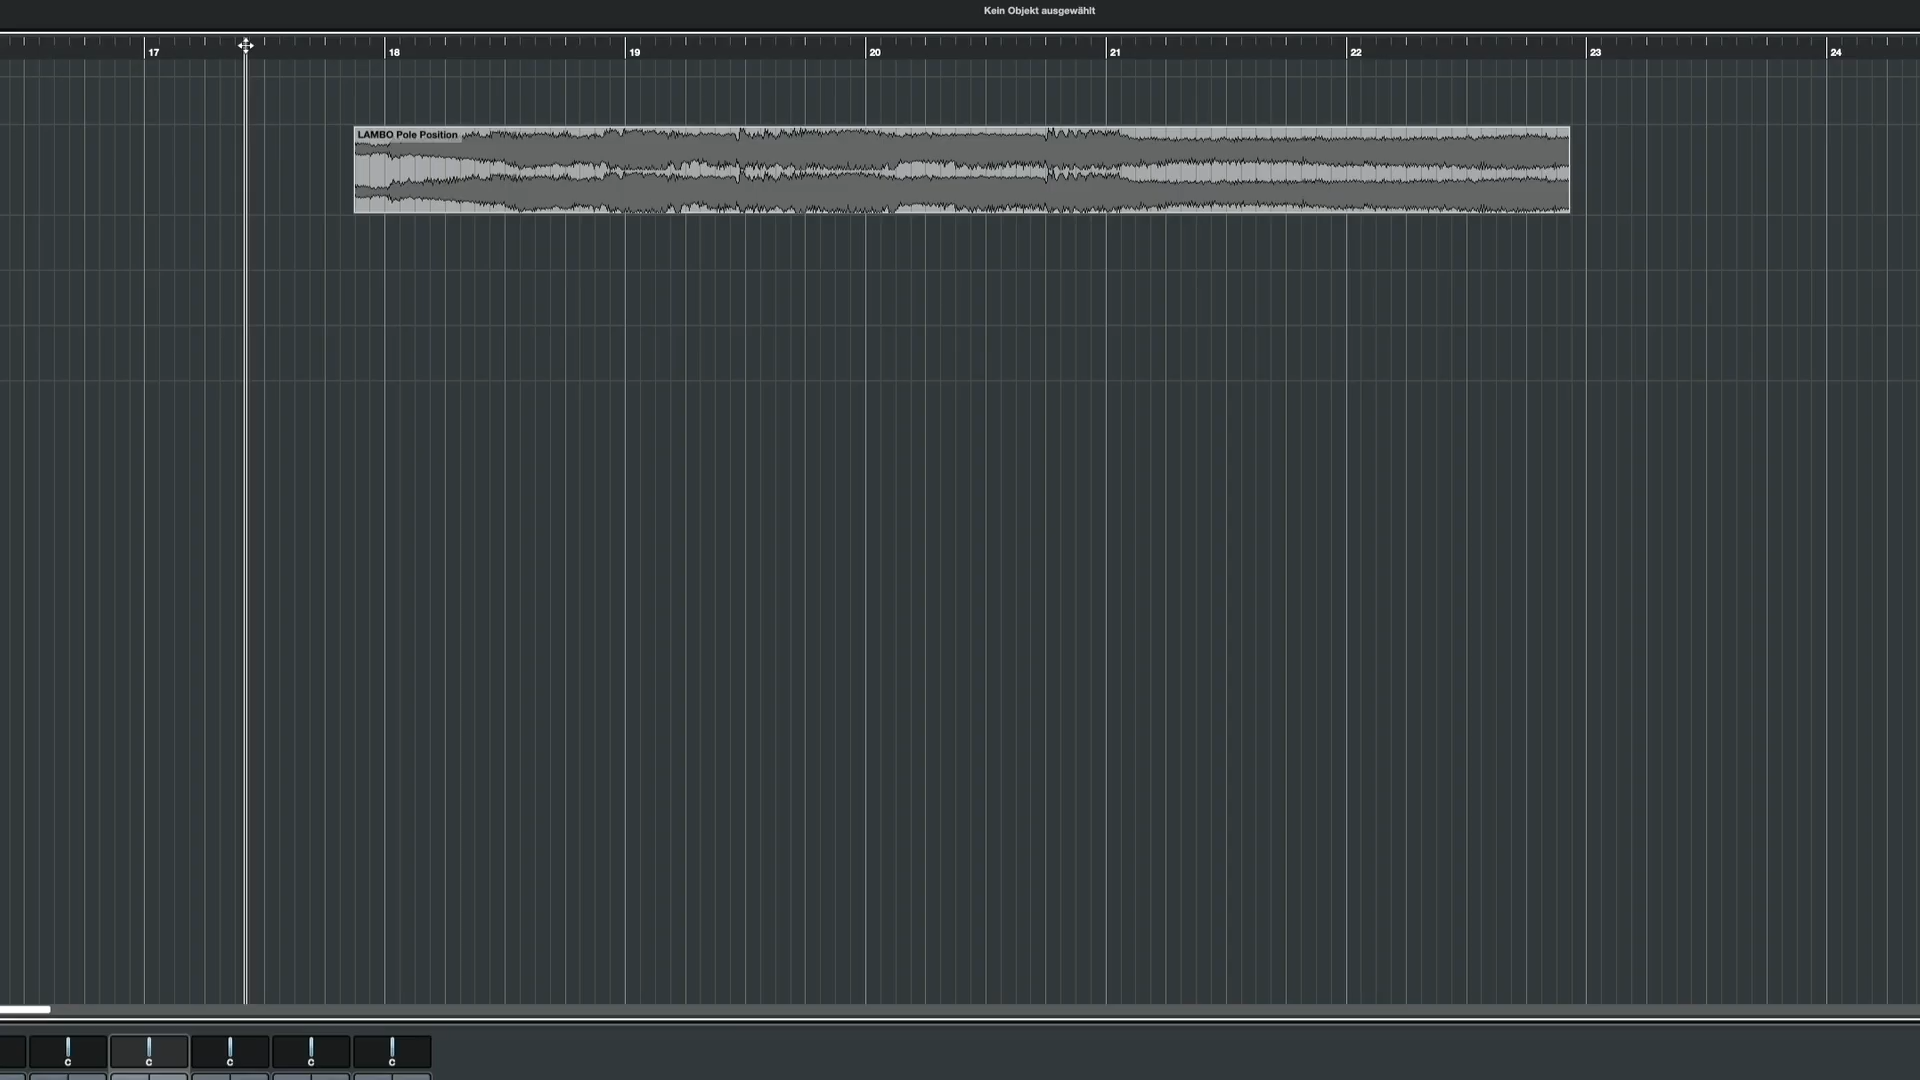 Kein Objekt ausgewählt
17 18 19 20 21 22 23 24
LAMBO Pole Position
C C C C C